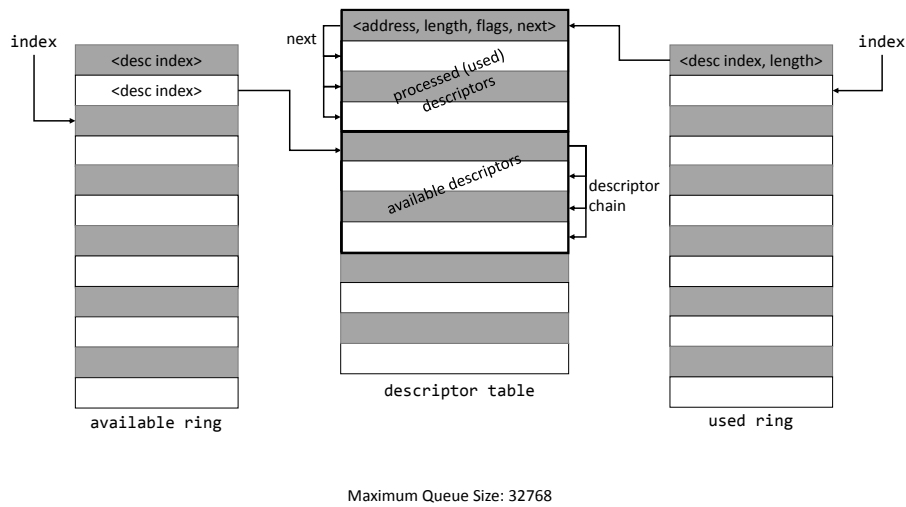 index
<desc index>
<desc index>
available ring
next
<address, length, flags, next>
processed (used)
descriptors
available descriptors
descriptor
chain
descriptor table
index
<desc index, length>
used ring
Maximum Queue Size: 32768